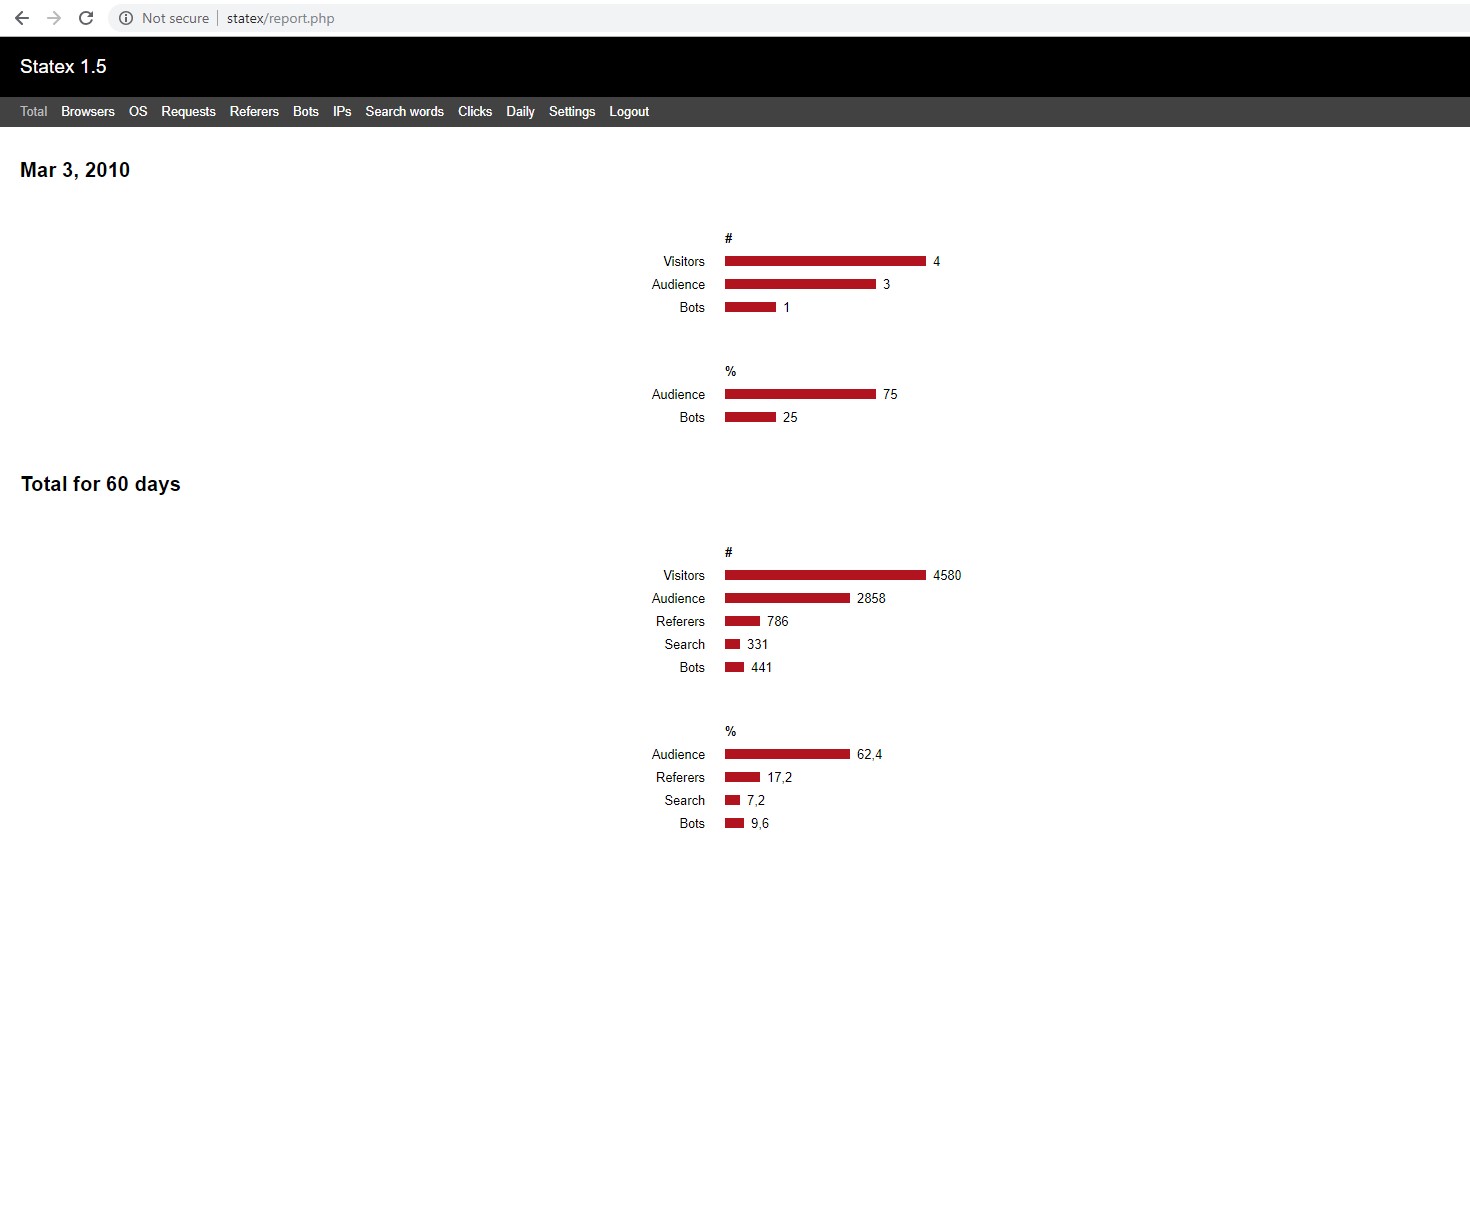 Not secure | statex/report.php
Statex 1.5
Total Browsers OS Requests Referers Bots IPs Search words Clicks Daily Settings Logout
Mar 3, 2010
#
Visitors 4
Audience 3
Bots 1
%
Audience 75
Bots 25
Total for 60 days
#
Visitors 4580
Audience 2858
Referers 786
Search 331
Bots 441
%
Audience 62,4
Referers 17,2
Search 7,2
Bots 9,6